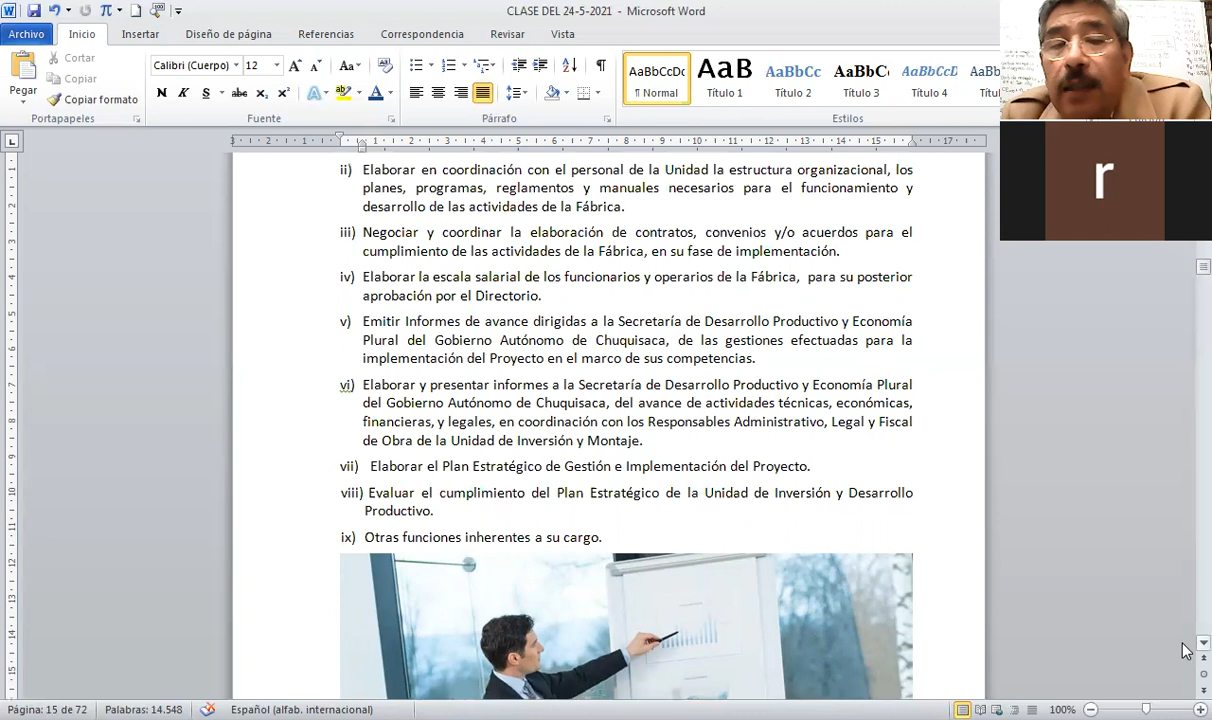 CLASE DEL 24-5-2021 - Microsoft Word
Archivo Inicio Insertar Diseño de página Referencias Correspondencia Revisar Vista
Pegar
Cortar
Copiar
Copiar formato
Portapapeles
Calibri (Cuerpo) 12
Fuente
Párrafo
AaBbCcDc AaB AaBbCc AaBbCc AaBbCcD AaBb
¶ Normal Título 1 Título 2 Título 3 Título 4 Títul
Estilos
ii) Elaborar en coordinación con el personal de la Unidad la estructura organizacional, los
planes, programas, reglamentos y manuales necesarios para el funcionamiento y
desarrollo de las actividades de la Fábrica.
iii) Negociar y coordinar la elaboración de contratos, convenios y/o acuerdos para el
cumplimiento de las actividades de la Fábrica, en su fase de implementación.
iv) Elaborar la escala salarial de los funcionarios y operarios de la Fábrica, para su posterior
aprobación por el Directorio.
v) Emitir Informes de avance dirigidas a la Secretaría de Desarrollo Productivo y Economía
Plural del Gobierno Autónomo de Chuquisaca, de las gestiones efectuadas para la
implementación del Proyecto en el marco de sus competencias.
vi) Elaborar y presentar informes a la Secretaría de Desarrollo Productivo y Economía Plural
del Gobierno Autónomo de Chuquisaca, del avance de actividades técnicas, económicas,
financieras, y legales, en coordinación con los Responsables Administrativo, Legal y Fiscal
de Obra de la Unidad de Inversión y Montaje.
vii) Elaborar el Plan Estratégico de Gestión e Implementación del Proyecto.
viii) Evaluar el cumplimiento del Plan Estratégico de la Unidad de Inversión y Desarrollo
Productivo.
ix) Otras funciones inherentes a su cargo.
r
Página: 15 de 72 Palabras: 14.548 Español (alfab. internacional) 100%